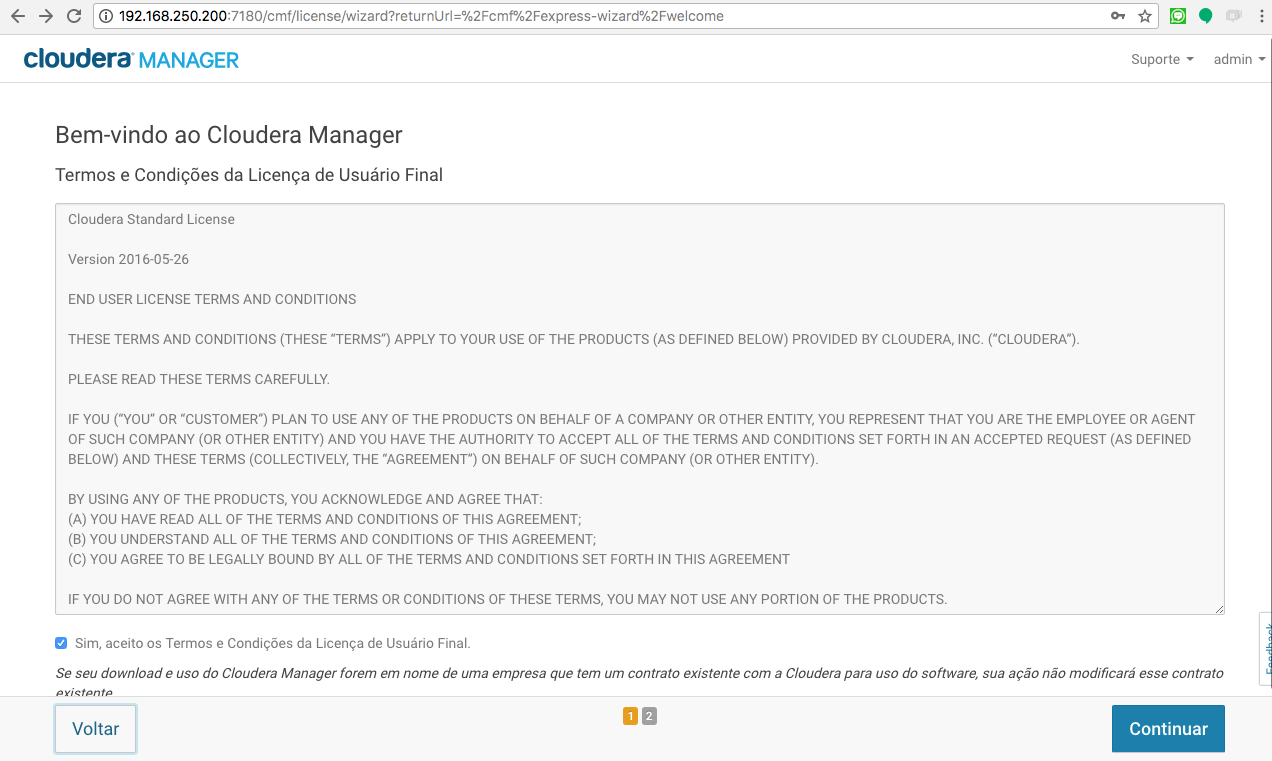 192.168.250.200:7180/cmf/license/wizard?returnUrl=%2Fcmf%2Fexpress-wizard%2Fwelcome
cloudera MANAGER
Suporte
admin
Bem-vindo ao Cloudera Manager
Termos e Condições da Licença de Usuário Final
Cloudera Standard License
Version 2016-05-26
END USER LICENSE TERMS AND CONDITIONS
THESE TERMS AND CONDITIONS (THESE “TERMS”) APPLY TO YOUR USE OF THE PRODUCTS (AS DEFINED BELOW) PROVIDED BY CLOUDERA, INC. (“CLOUDERA”).
PLEASE READ THESE TERMS CAREFULLY.
IF YOU (“YOU” OR “CUSTOMER”) PLAN TO USE ANY OF THE PRODUCTS ON BEHALF OF A COMPANY OR OTHER ENTITY, YOU REPRESENT THAT YOU ARE THE EMPLOYEE OR AGENT
OF SUCH COMPANY (OR OTHER ENTITY) AND YOU HAVE THE AUTHORITY TO ACCEPT ALL OF THE TERMS AND CONDITIONS SET FORTH IN AN ACCEPTED REQUEST (AS DEFINED
BELOW) AND THESE TERMS (COLLECTIVELY, THE “AGREEMENT”) ON BEHALF OF SUCH COMPANY (OR OTHER ENTITY).
BY USING ANY OF THE PRODUCTS, YOU ACKNOWLEDGE AND AGREE THAT:
(A) YOU HAVE READ ALL OF THE TERMS AND CONDITIONS OF THIS AGREEMENT;
(B) YOU UNDERSTAND ALL OF THE TERMS AND CONDITIONS OF THIS AGREEMENT;
(C) YOU AGREE TO BE LEGALLY BOUND BY ALL OF THE TERMS AND CONDITIONS SET FORTH IN THIS AGREEMENT
IF YOU DO NOT AGREE WITH ANY OF THE TERMS OR CONDITIONS OF THESE TERMS, YOU MAY NOT USE ANY PORTION OF THE PRODUCTS.
Sim, aceito os Termos e Condições da Licença de Usuário Final.
Se seu download e uso do Cloudera Manager forem em nome de uma empresa que tem um contrato existente com a Cloudera para uso do software, sua ação não modificará esse contrato
existente.
Feedback
Voltar
1 2
Continuar